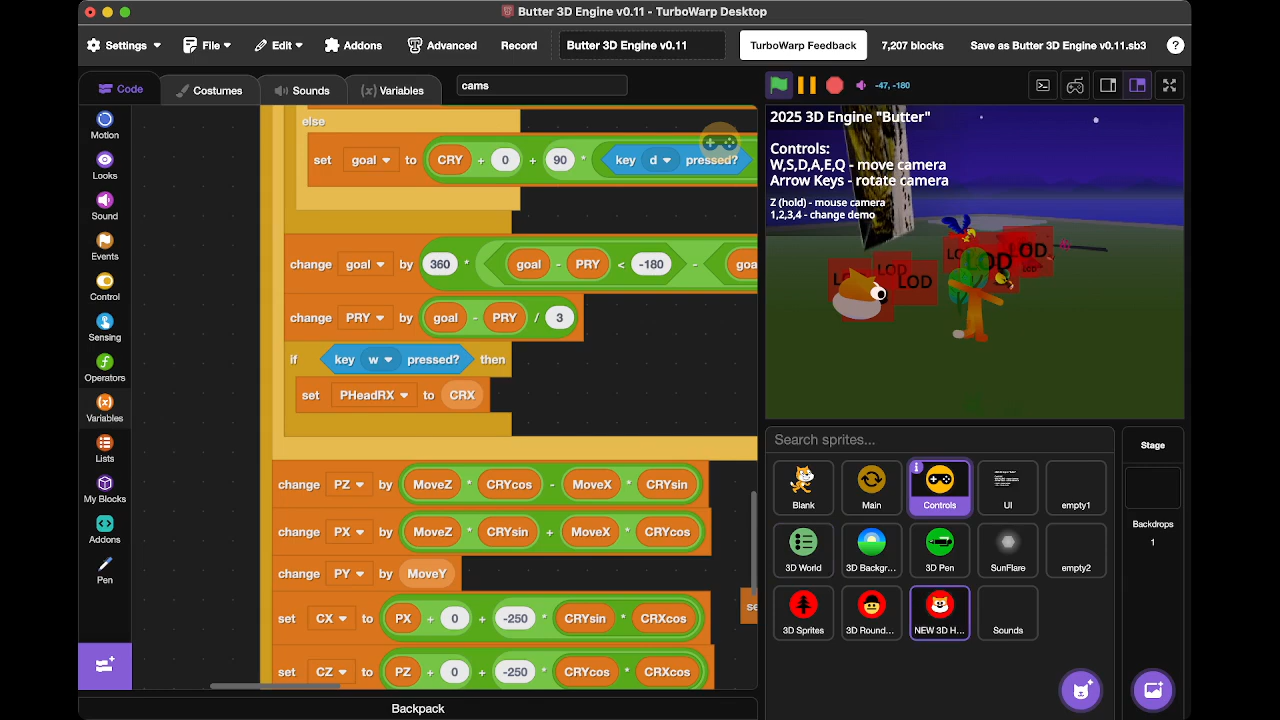 Butter 3D Engine v0.11 - TurboWarp Desktop
Settings File Edit Addons Advanced Record Butter 3D Engine v0.11 TurboWarp Feedback 7,207 blocks Save as Butter 3D Engine v0.11.sb3 ?
Code Costumes Sounds (x) Variables cams -47, -180
Motion
Looks
Sound
Events
Control
Sensing
Operators
Variables
Lists
My Blocks
Addons
Pen
else
set goal to CRY + 0 + 90 * key d pressed?
change goal by 360 * goal - PRY < -180 - goa
change PRY by goal - PRY / 3
if key w pressed? then
set PHeadRX to CRX
change PZ by MoveZ * CRYcos - MoveX * CRYsin
change PX by MoveZ * CRYsin + MoveX * CRYcos
change PY by MoveY
se
set CX to PX + 0 + -250 * CRYsin * CRXcos
set CZ to PZ + 0 + -250 * CRYcos * CRXcos
Backpack
2025 3D Engine "Butter"
Controls:
W,S,D,A,E,Q - move camera
Arrow Keys - rotate camera
Z (hold) - mouse camera
1,2,3,4 - change demo
LOD
LOD
LOD
LOD
Search sprites...
Blank Main Controls UI empty1
3D World 3D Backgr... 3D Pen SunFlare empty2
3D Sprites 3D Round... NEW 3D H... Sounds
Stage
Backdrops
1